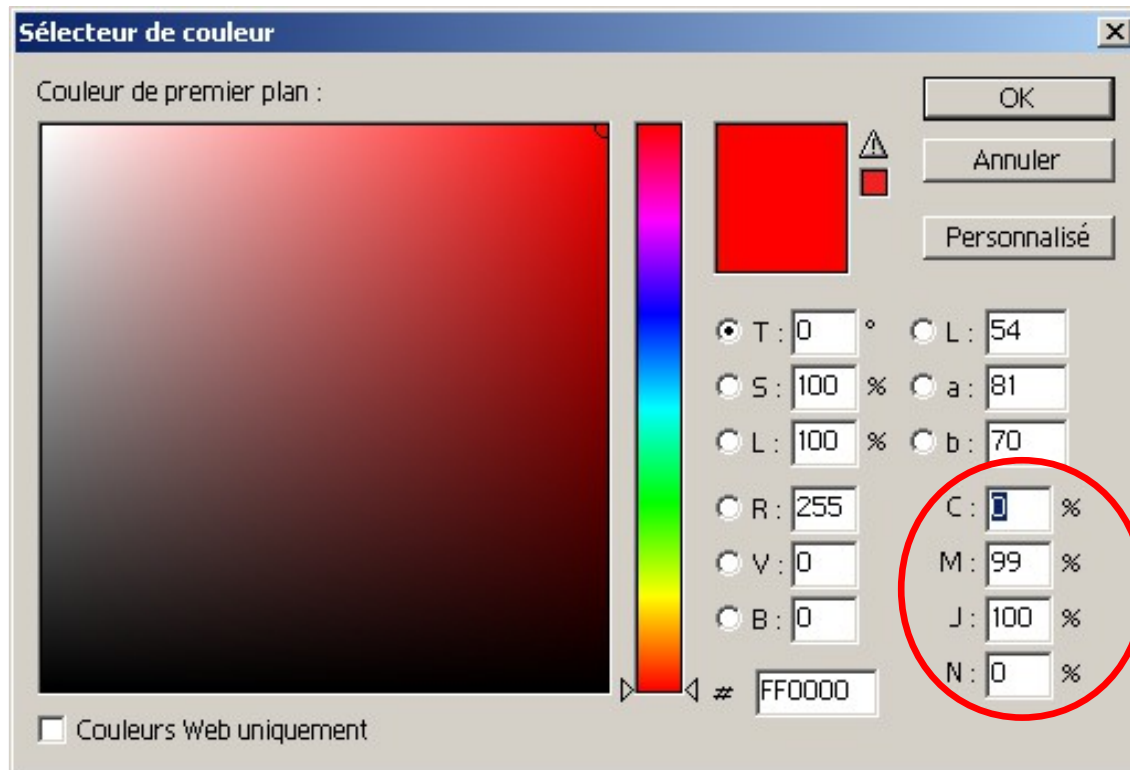 Sélecteur de couleur
Couleur de premier plan :
OK
Annuler
Personnalisé
T : 0 °
S : 100 %
L : 100 %
R : 255
V : 0
B : 0
# FF0000
L : 54
a : 81
b : 70
C : 0 %
M : 99 %
J : 100 %
N : 0 %
Couleurs Web uniquement